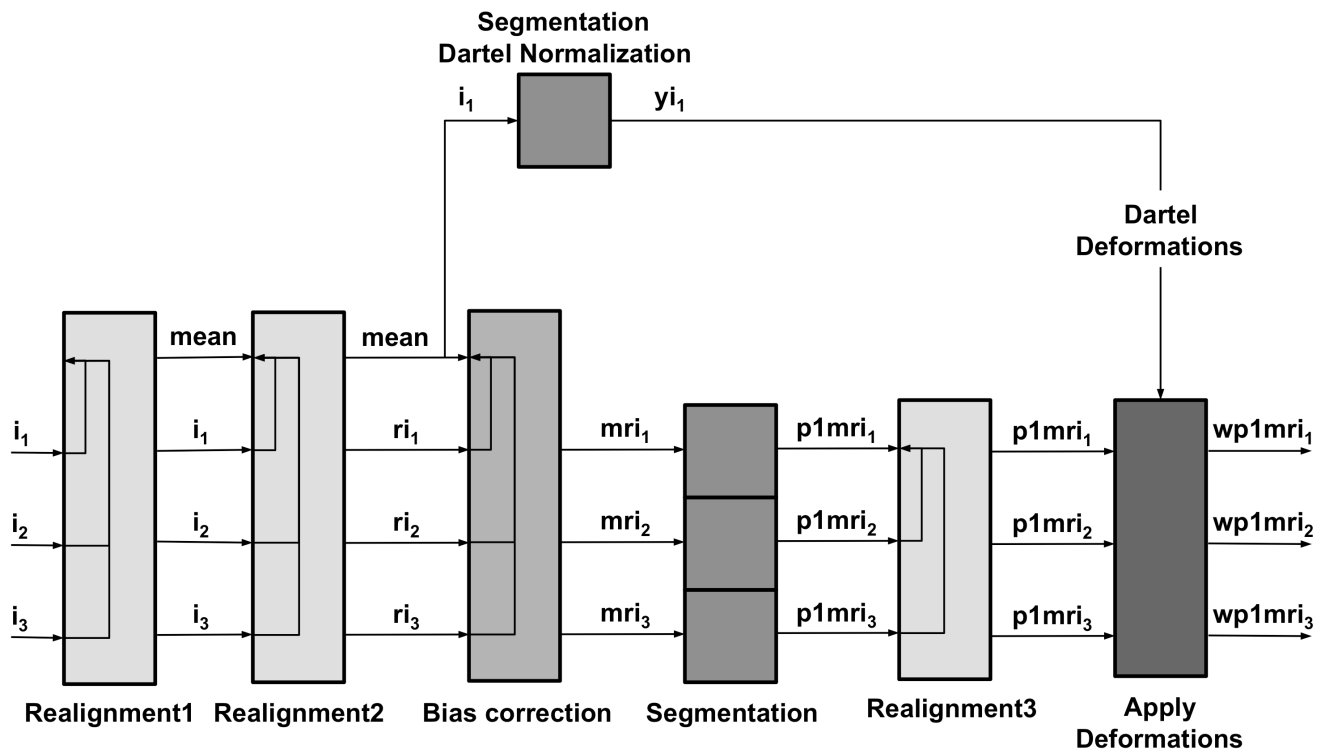 Segmentation
Dartel Normalization
i₁
yi₁
Dartel
Deformations
mean
mean
i₁
i₁
ri₁
mri₁
p1mri₁
p1mri₁
wp1mri₁
i₂
i₂
ri₂
mri₂
p1mri₂
p1mri₂
wp1mri₂
i₃
i₃
ri₃
mri₃
p1mri₃
p1mri₃
wp1mri₃
Realignment1
Realignment2
Bias correction
Segmentation
Realignment3
Apply
Deformations